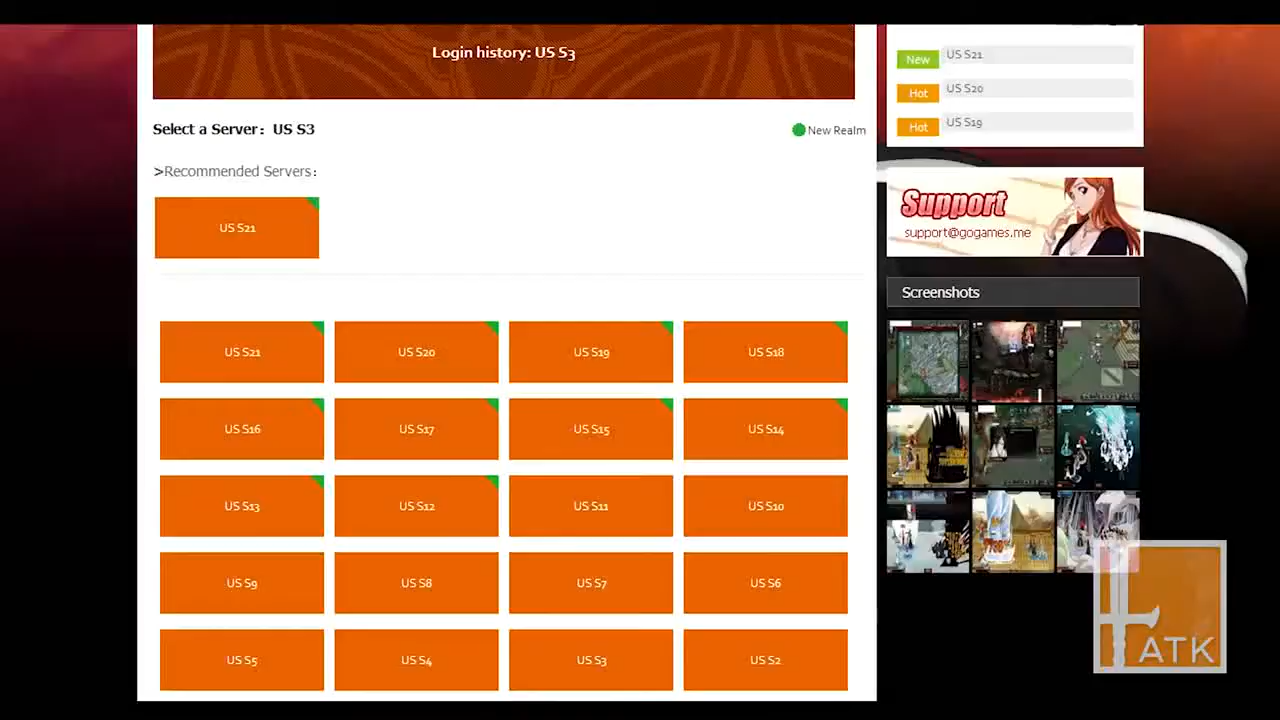 Login history: US S3
Select a Server: US S3
New Realm
>Recommended Servers:
US S21
US S21
US S20
US S19
US S18
US S16
US S17
US S15
US S14
US S13
US S12
US S11
US S10
US S9
US S8
US S7
US S6
US S5
US S4
US S3
US S2
New
US S21
Hot
US S20
Hot
US S19
Support
support@gogames.me
Screenshots
ATK